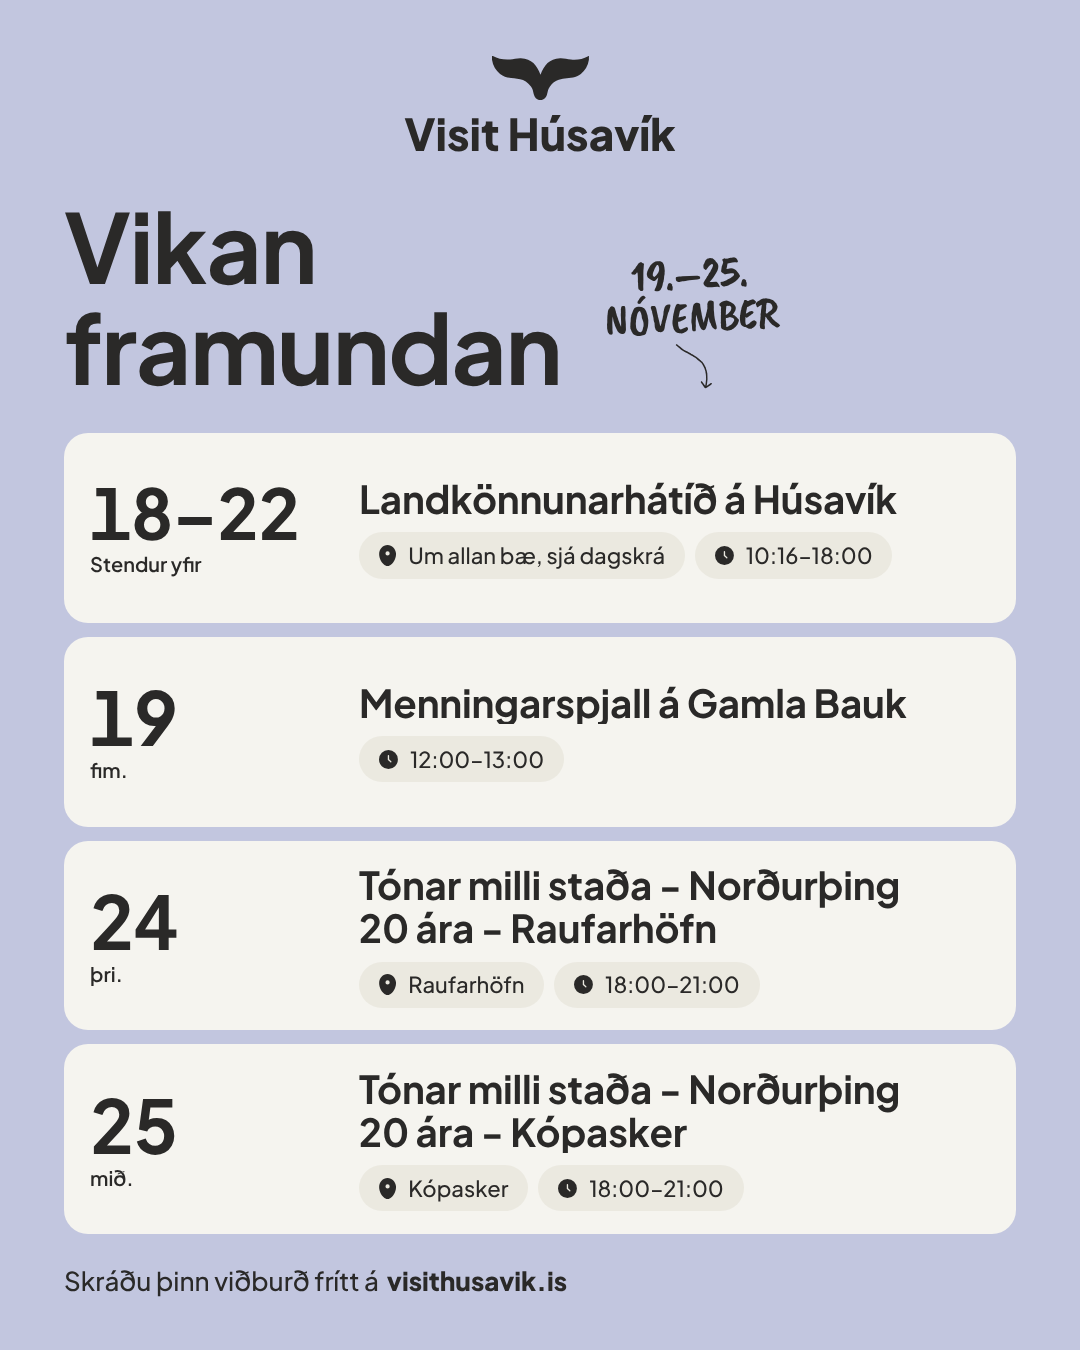 Visit Húsavík
Vikan
framundan
19.–25.
NÓVEMBER
18–22
Stendur yfir
Landkönnunarhátíð á Húsavík
Um allan bæ, sjá dagskrá
10:16–18:00
19
fim.
Menningarspjall á Gamla Bauk
12:00–13:00
24
þri.
Tónar milli staða – Norðurþing
20 ára – Raufarhöfn
Raufarhöfn
18:00–21:00
25
mið.
Tónar milli staða – Norðurþing
20 ára – Kópasker
Kópasker
18:00–21:00
Skráðu þinn viðburð frítt á visithusavik.is